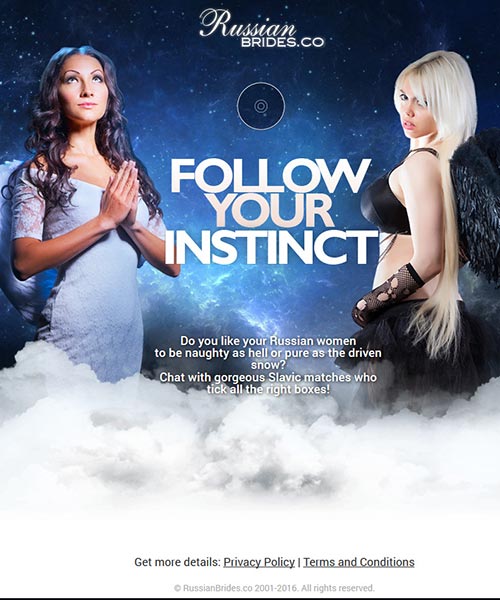 Russian
BRIDES.CO
FOLLOW
YOUR
INSTINCT
Do you like your Russian women
to be naughty as hell or pure as the driven
snow?
Chat with gorgeous Slavic matches who
tick all the right boxes!
Get more details: Privacy Policy | Terms and Conditions
© RussianBrides.co 2001-2016. All rights reserved.